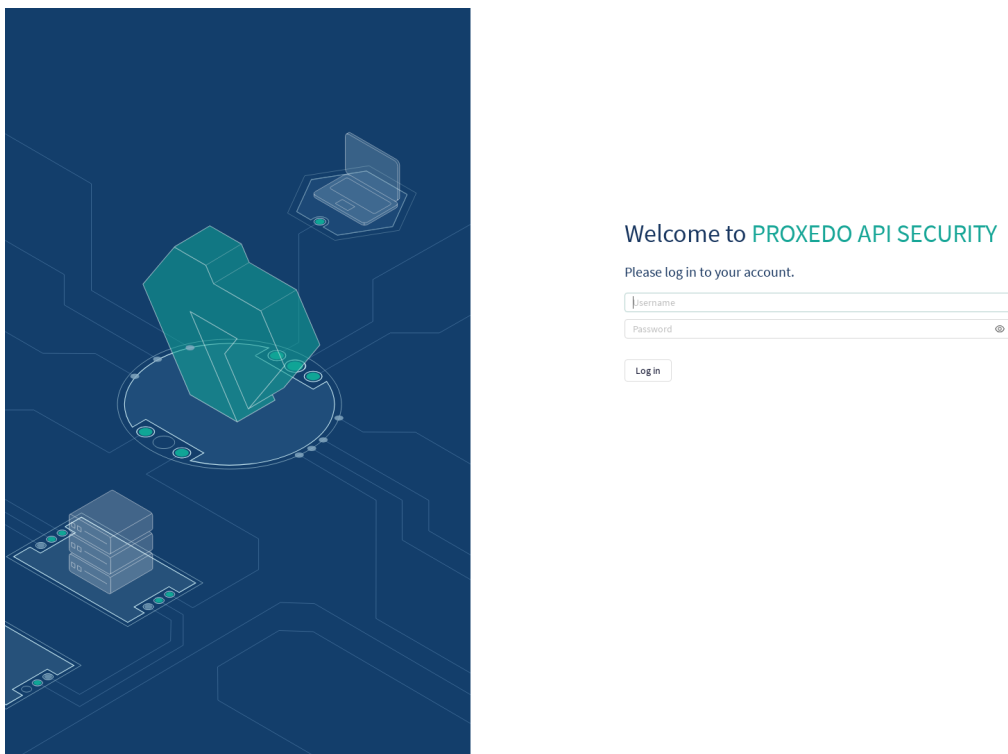 Welcome to PROXEDO API SECURITY
Please log in to your account.
Username
Password
Log in